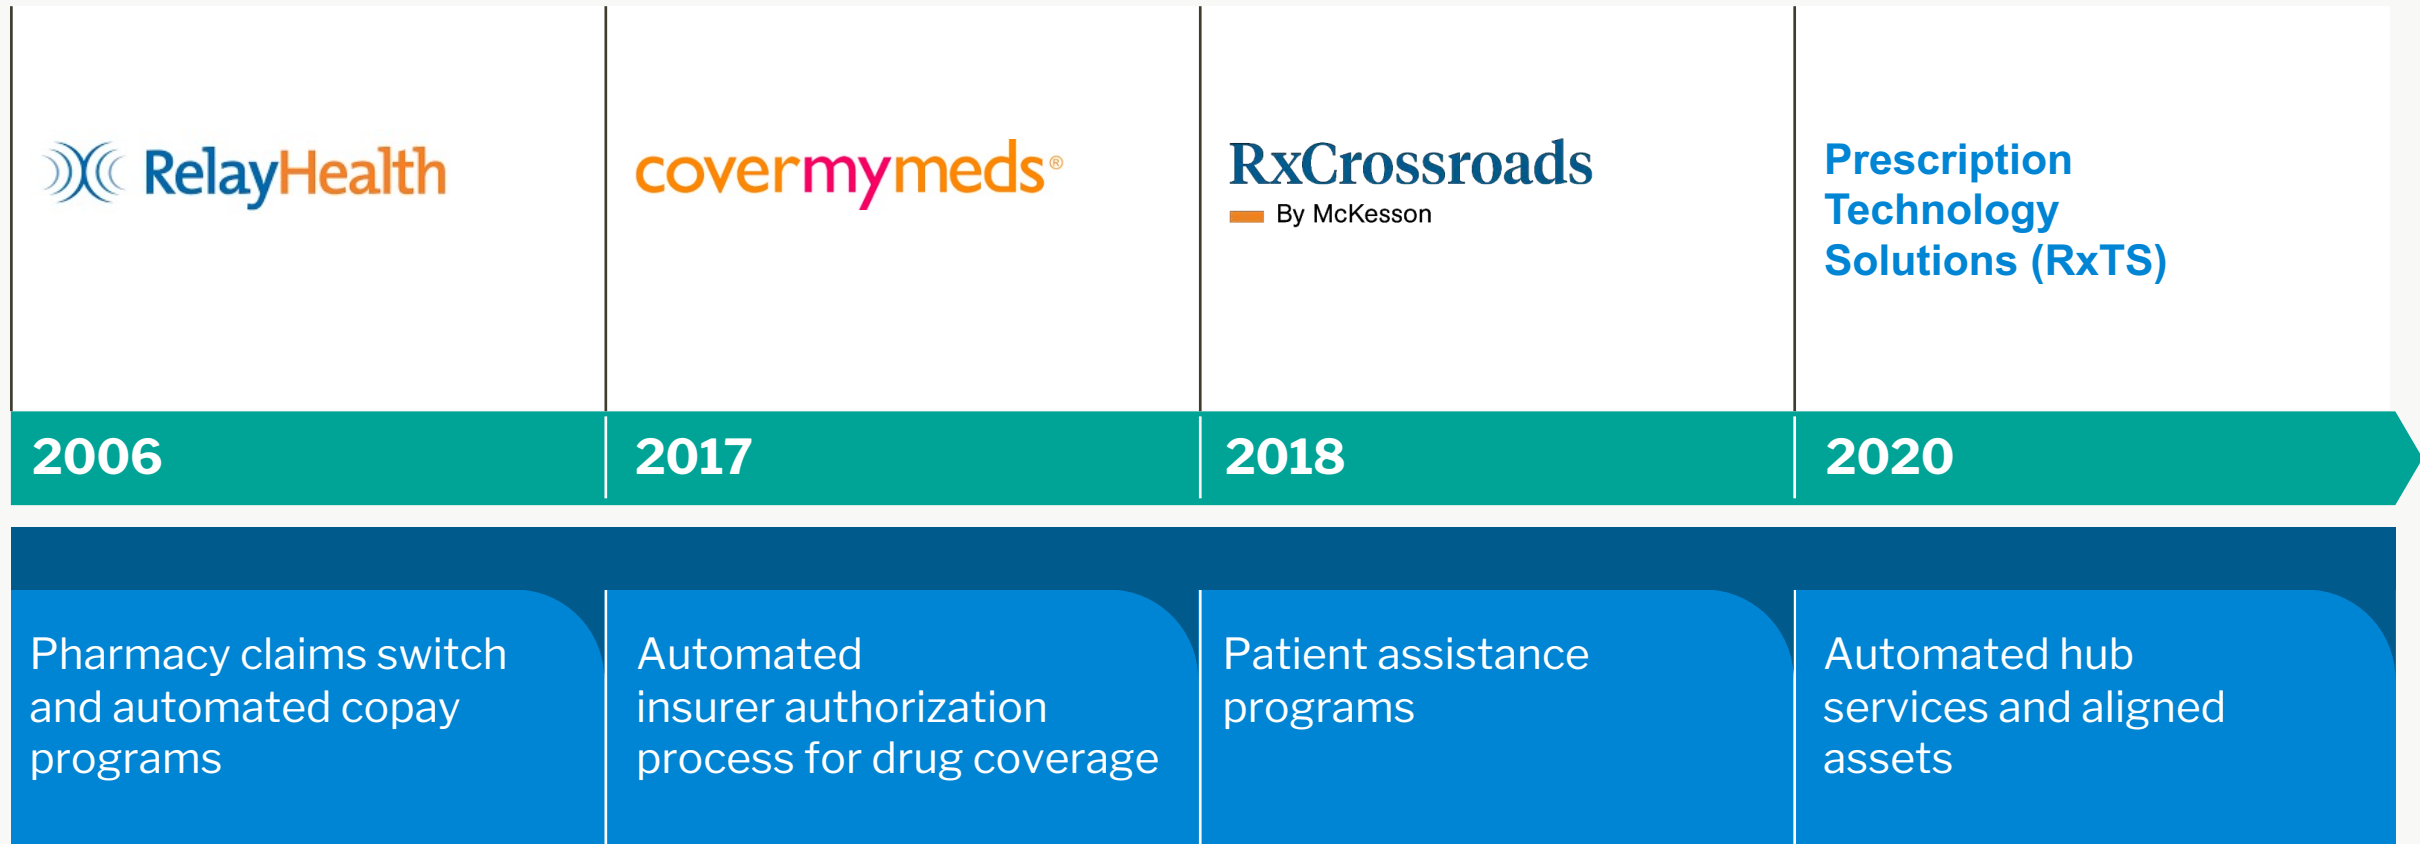 RelayHealth
covermymeds®
RxCrossroads
By McKesson
Prescription
Technology
Solutions (RxTS)
2006
2017
2018
2020
Pharmacy claims switch
and automated copay
programs
Automated
insurer authorization
process for drug coverage
Patient assistance
programs
Automated hub
services and aligned
assets